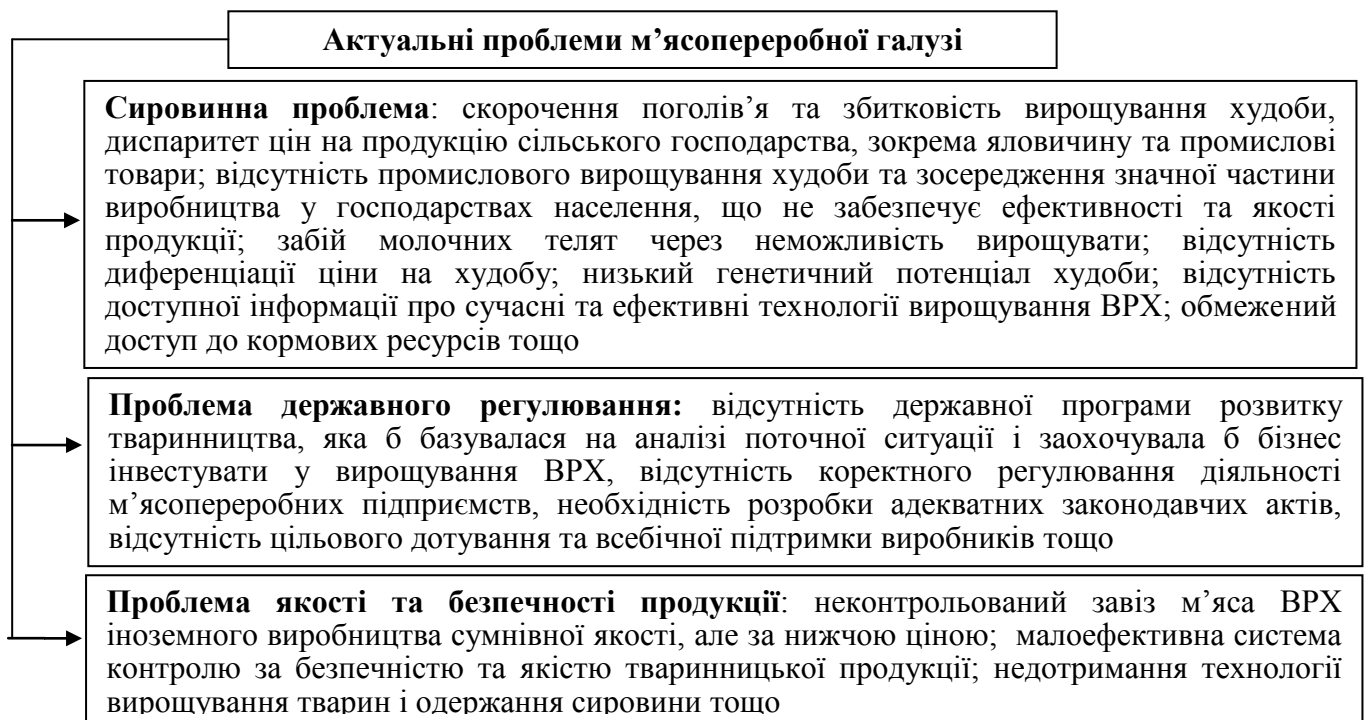 Актуальні проблеми м’ясопереробної галузі
Сировинна проблема: скорочення поголів’я та збитковість вирощування худоби,
диспаритет цін на продукцію сільського господарства, зокрема яловичину та промислові
товари; відсутність промислового вирощування худоби та зосередження значної частини
виробництва у господарствах населення, що не забезпечує ефективності та якості
продукції; забій молочних телят через неможливість вирощувати; відсутність
диференціації ціни на худобу; низький генетичний потенціал худоби; відсутність
доступної інформації про сучасні та ефективні технології вирощування ВРХ; обмежений
доступ до кормових ресурсів тощо
Проблема державного регулювання: відсутність державної програми розвитку
тваринництва, яка б базувалася на аналізі поточної ситуації і заохочувала б бізнес
інвестувати у вирощування ВРХ, відсутність коректного регулювання діяльності
м’ясопереробних підприємств, необхідність розробки адекватних законодавчих актів,
відсутність цільового дотування та всебічної підтримки виробників тощо
Проблема якості та безпечності продукції: неконтрольований завіз м’яса ВРХ
іноземного виробництва сумнівної якості, але за нижчою ціною; малоефективна система
контролю за безпечністю та якістю тваринницької продукції; недотримання технології
вирощування тварин і одержання сировини тощо